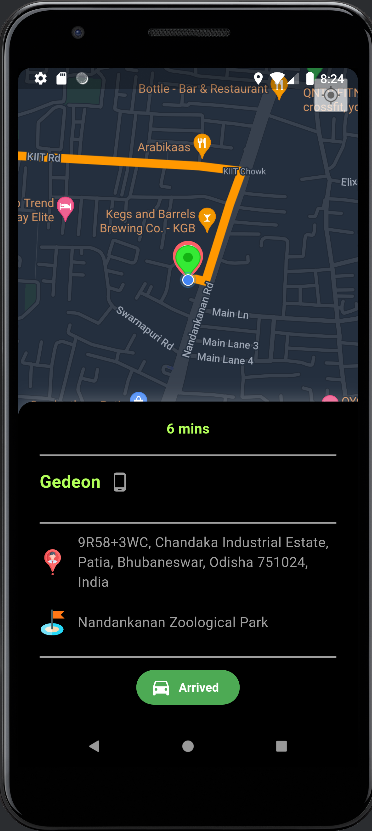 8:24
Bottle - Bar & Restaurant
crossfit, yo
KIIT Rd
Arabikaas
KIIT Chowk
Elix
Trend
ay Elite
Kegs and Barrels
Brewing Co. - KGB
Swarnapuri Rd
Nandankanan Rd
Main Ln
Main Lane 3
Main Lane 4
6 mins
Gedeon
9R58+3WC, Chandaka Industrial Estate,
Patia, Bhubaneswar, Odisha 751024,
India
Nandankanan Zoological Park
Arrived